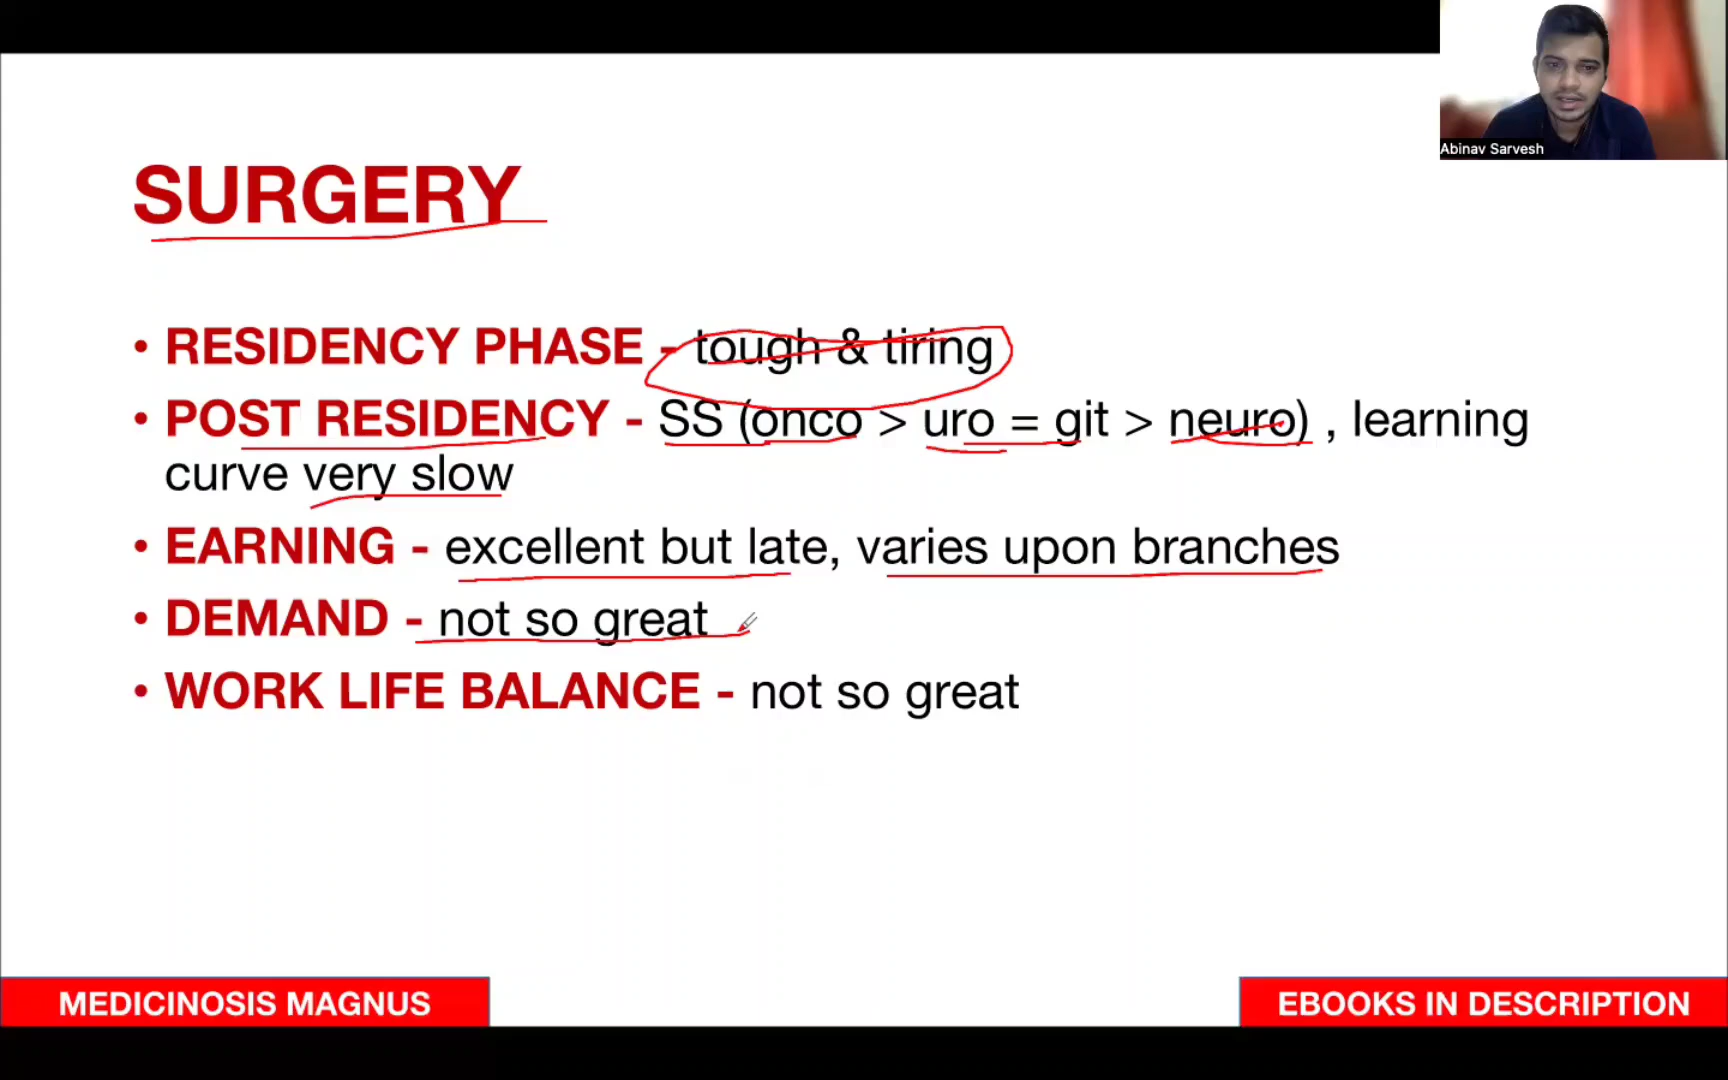 Abinav Sarvesh
SURGERY
• RESIDENCY PHASE - tough & tiring
• POST RESIDENCY - SS (onco > uro = git > neuro) , learning
curve very slow
• EARNING - excellent but late, varies upon branches
• DEMAND - not so great
• WORK LIFE BALANCE - not so great
MEDICINOSIS MAGNUS
EBOOKS IN DESCRIPTION